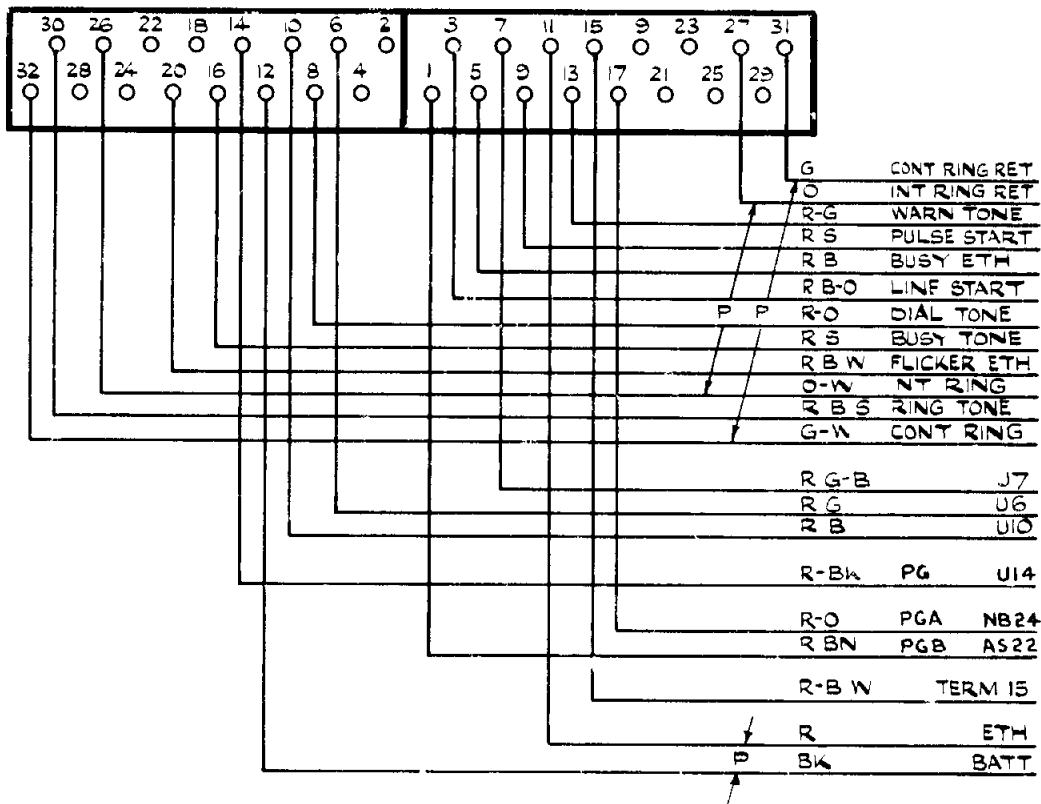 30 26 22 18 14 10 6 2 3 7 11 15 9 23 27 31
32 28 24 20 16 12 8 4 1 5 9 13 17 21 25 29
G CONT RING RET
O INT RING RET
R-G WARN TONE
R S PULSE START
R B BUSY ETH
R B-O LINE START
P P R-O DIAL TONE
R S BUSY TONE
R B W FLICKER ETH
O-W NT RING
R B S RING TONE
G-W CONT RING
R G-B J7
R G U6
R B U10
R-BK PG U14
R-O PGA NB24
R BN PGB AS22
R-B W TERM 15
R ETH
P BK BATT